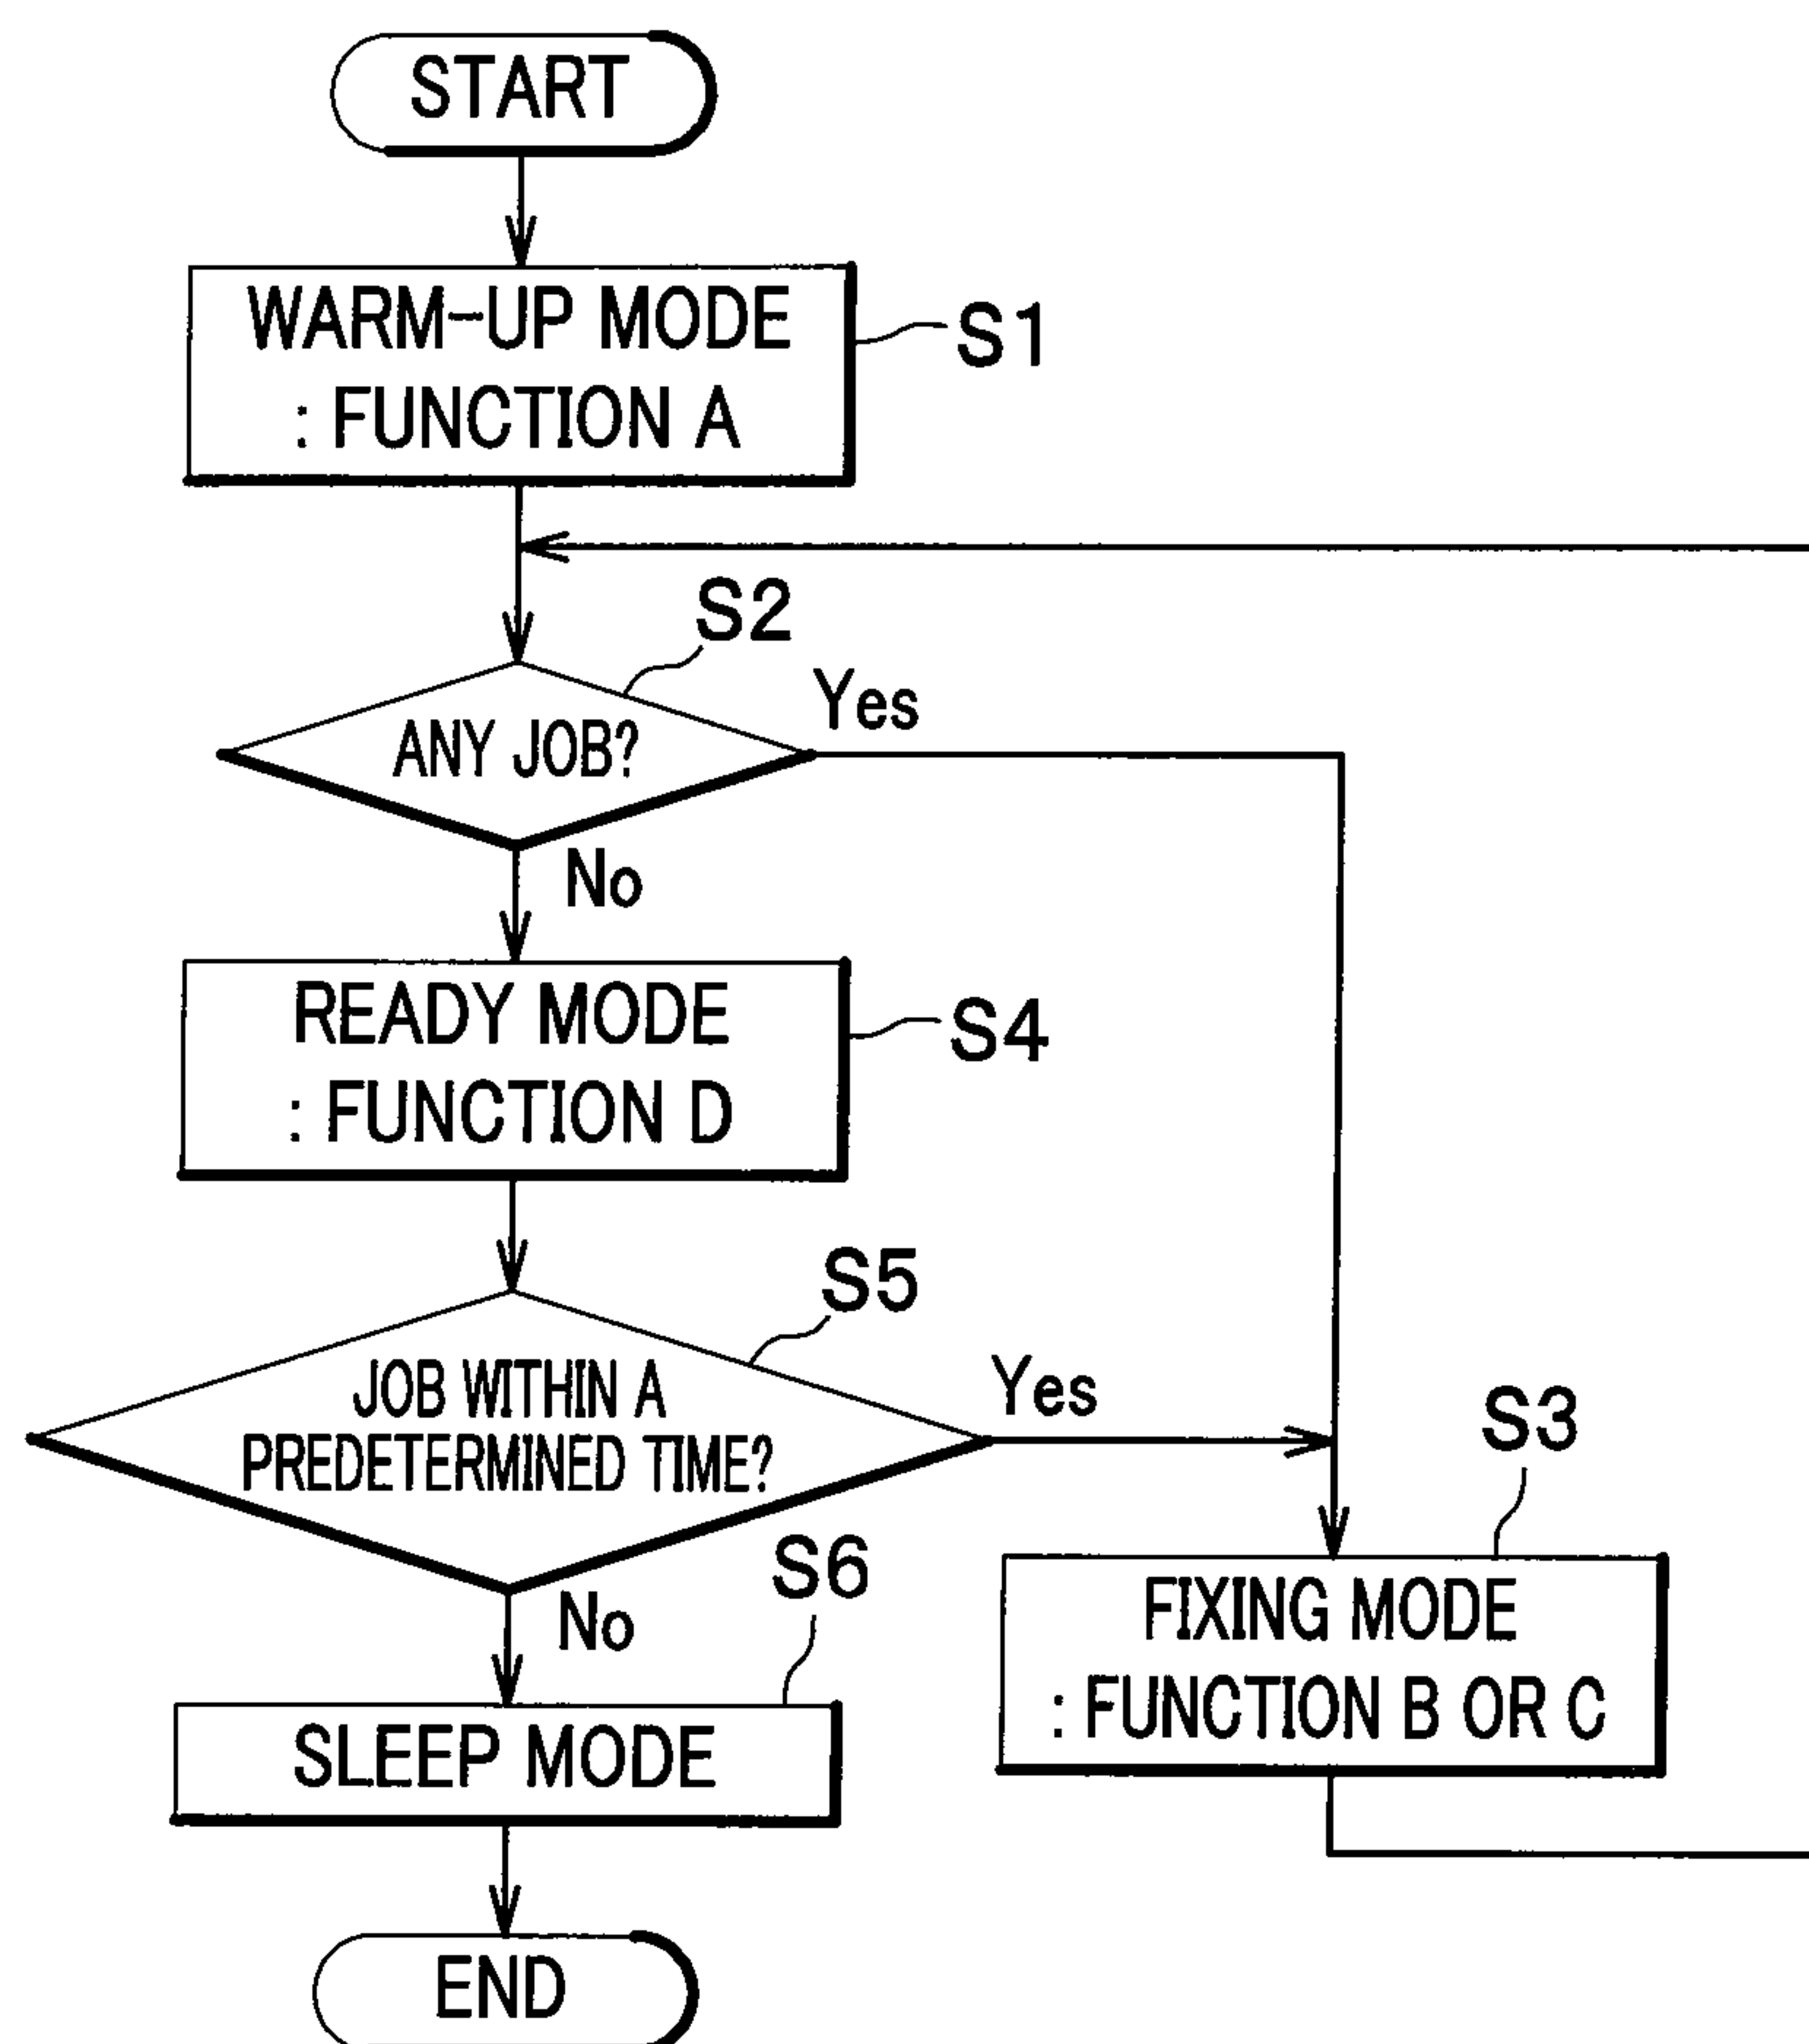 START
WARM-UP MODE
: FUNCTION A
S1
S2
ANY JOB?
Yes
No
READY MODE
: FUNCTION D
S4
S5
JOB WITHIN A
PREDETERMINED TIME?
Yes
No
S3
FIXING MODE
: FUNCTION B OR C
S6
SLEEP MODE
END